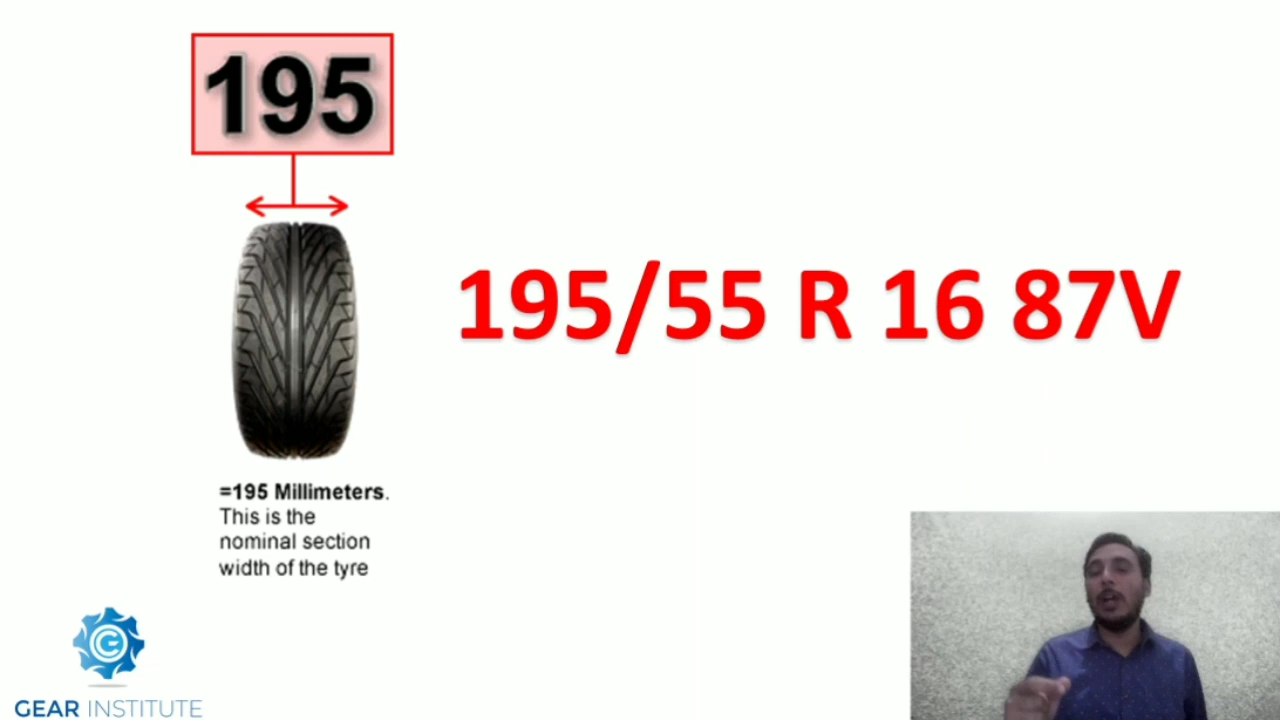 195
195/55 R 16 87V
=195 Millimeters.
This is the
nominal section
width of the tyre
G
GEAR INSTITUTE